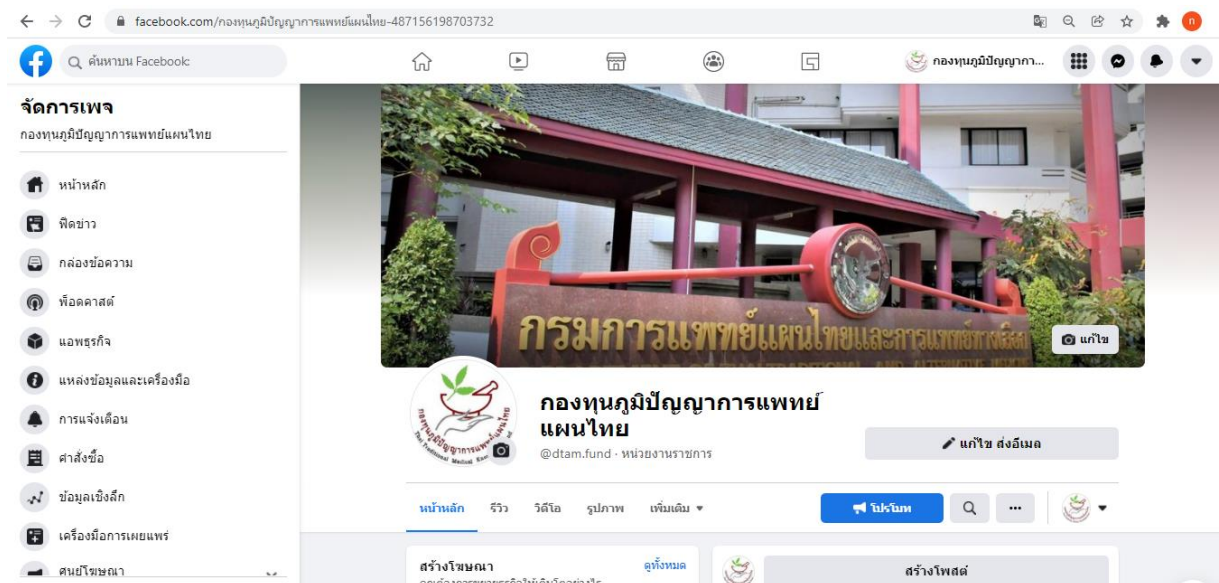 facebook.com/กองทุนภูมิปัญญาการแพทย์แผนไทย-487156198703732
n
ค้นหาบน Facebook
กองทุนภูมิปัญญากา...
จัดการเพจ
กองทุนภูมิปัญญาการแพทย์แผนไทย
หน้าหลัก
ฟีดข่าว
กล่องข้อความ
พ็อดคาสต์
แอพธุรกิจ
แหล่งข้อมูลและเครื่องมือ
การแจ้งเตือน
คำสั่งซื้อ
ข้อมูลเชิงลึก
เครื่องมือการเผยแพร่
ศูนย์โฆษณา
กรมการแพทย์แผนไทยและการแพทย์ทางเลือก
แก้ไข
กองทุนภูมิปัญญาการแพทย์
แผนไทย
@dtam.fund · หน่วยงานราชการ
แก้ไข ส่งอีเมล
หน้าหลัก
รีวิว
วิดีโอ
รูปภาพ
เพิ่มเติม
โปรโมท
สร้างโฆษณา
ดูทั้งหมด
สร้างโพสต์